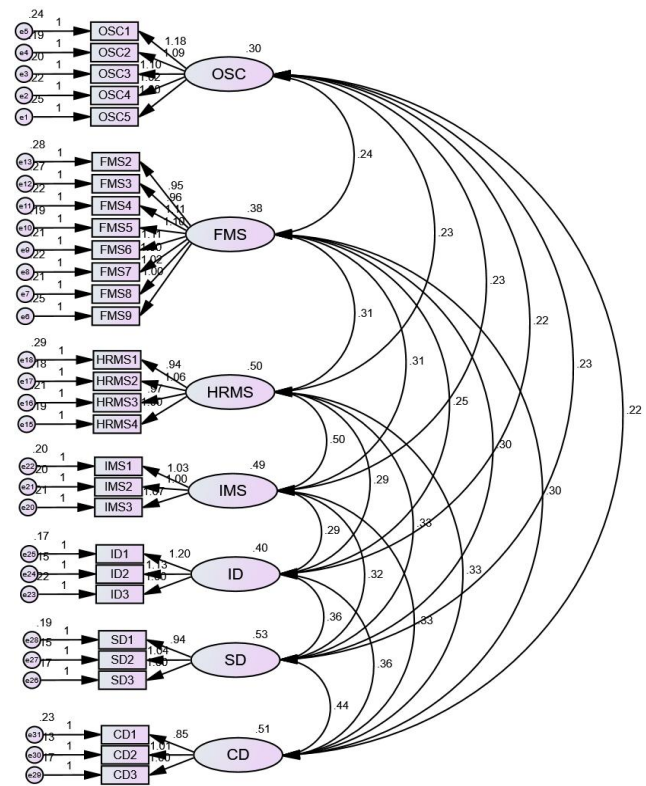 .24
e5 1 OSC1
.19
e4 1 OSC2
.20
e3 1 OSC3
.22
e2 1 OSC4
.25
e1 1 OSC5
1.18
1.09
1.10
.30
OSC
.28
e13 1 FMS2
.27
e12 1 FMS3
.22
e11 1 FMS4
.19
e10 1 FMS5
.21
e9 1 FMS6
.22
e8 1 FMS7
.21
e7 1 FMS8
.25
e6 1 FMS9
.95
.96
1.11
1.11
1.02
1.00
.38
FMS
.29
e18 1 HRMS1
.18
e17 1 HRMS2
.21
e16 1 HRMS3
.19
e15 1 HRMS4
.94
1.06
.97
1.00
.50
HRMS
.20
e22 1 IMS1
.20
e21 1 IMS2
.21
e20 1 IMS3
1.03
1.00
1.07
.49
IMS
.17
e25 1 ID1
.15
e24 1 ID2
.22
e23 1 ID3
1.20
1.13
1.00
.40
ID
.19
e28 1 SD1
.15
e27 1 SD2
.17
e26 1 SD3
.94
1.04
1.00
.53
SD
.23
e31 1 CD1
.13
e30 1 CD2
.17
e29 1 CD3
.85
1.01
1.00
.51
CD
.24
.23
.23
.22
.23
.22
.31
.31
.25
.30
.30
.50
.29
.33
.33
.29
.32
.33
.36
.36
.44